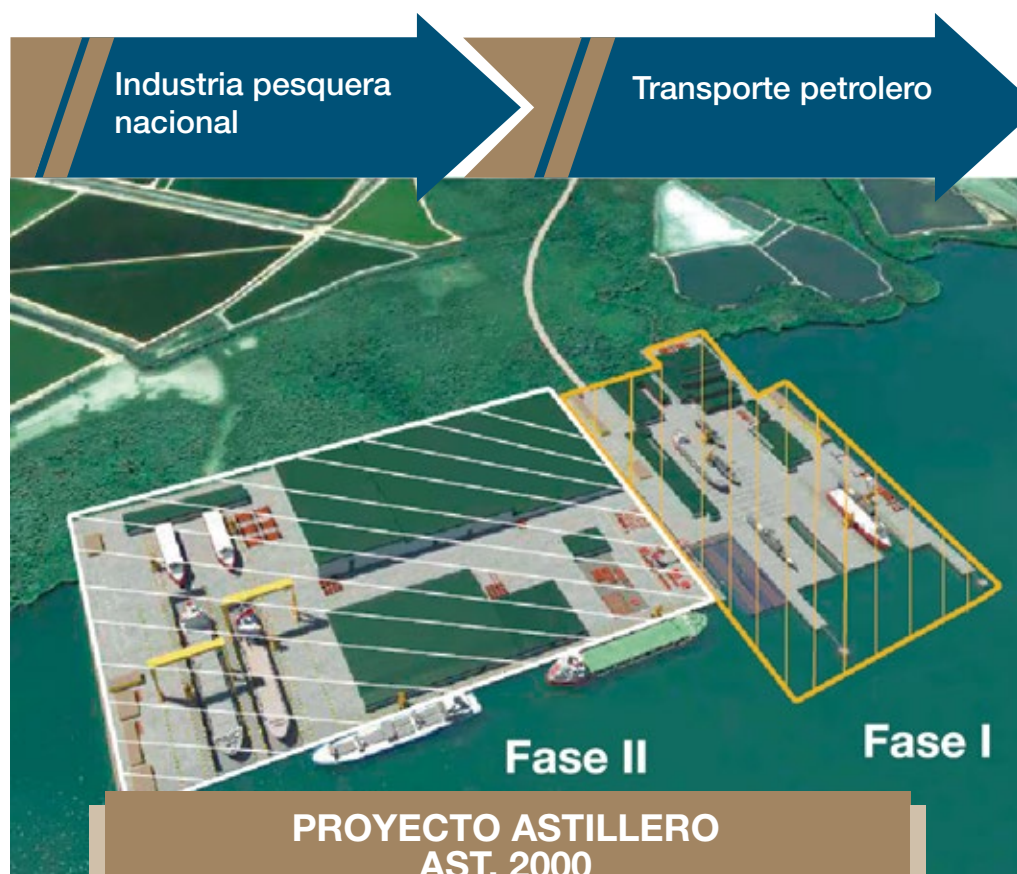 Industria pesquera
nacional
Transporte petrolero
Fase II
Fase I
PROYECTO ASTILLERO
AST. 2000